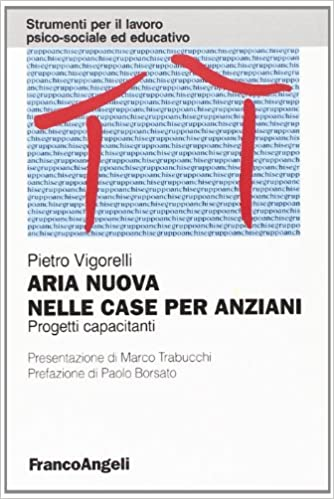 Strumenti per il lavoro
psico-sociale ed educativo
Pietro Vigorelli
ARIA NUOVA
NELLE CASE PER ANZIANI
Progetti capacitanti
Presentazione di Marco Trabucchi
Prefazione di Paolo Borsato
FrancoAngeli